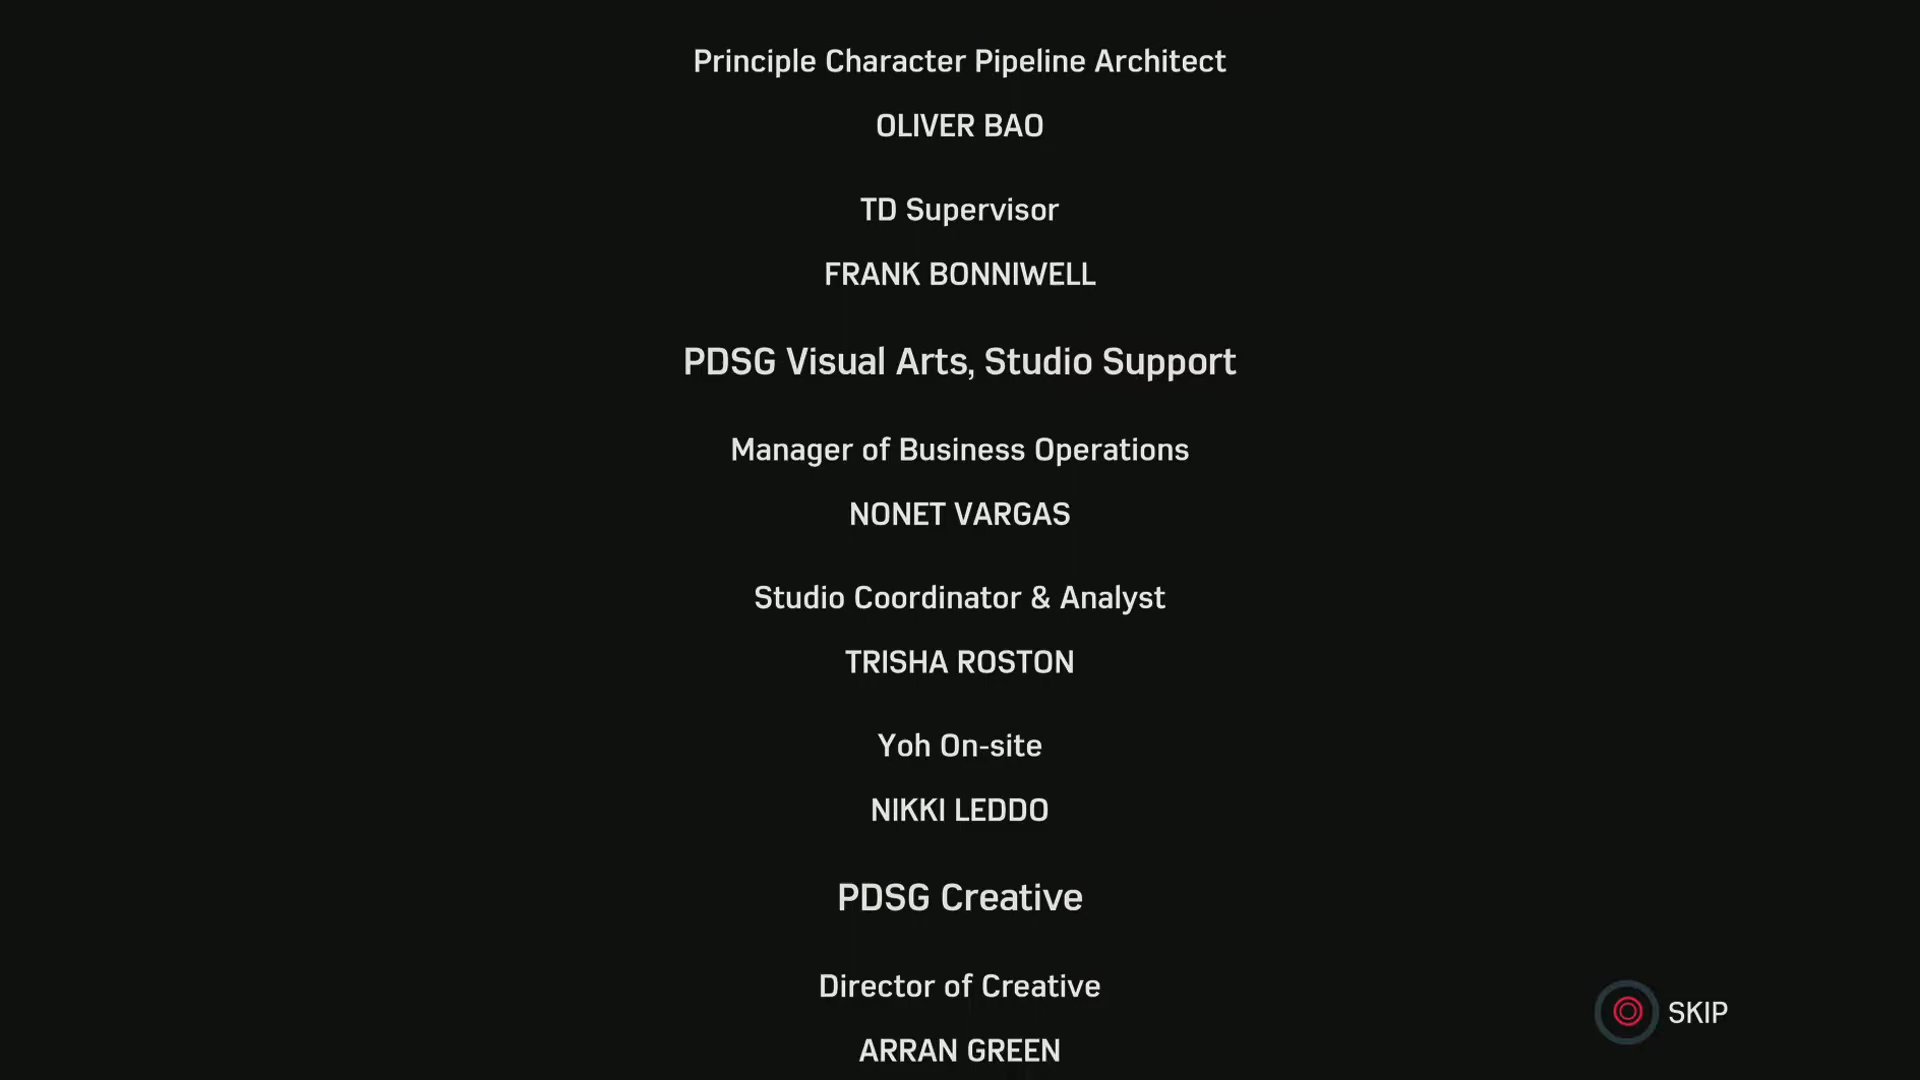 Principle Character Pipeline Architect
OLIVER BAO
TD Supervisor
FRANK BONNIWELL
PDSG Visual Arts, Studio Support
Manager of Business Operations
NONET VARGAS
Studio Coordinator & Analyst
TRISHA ROSTON
Yoh On-site
NIKKI LEDDO
PDSG Creative
Director of Creative
SKIP
ARRAN GREEN